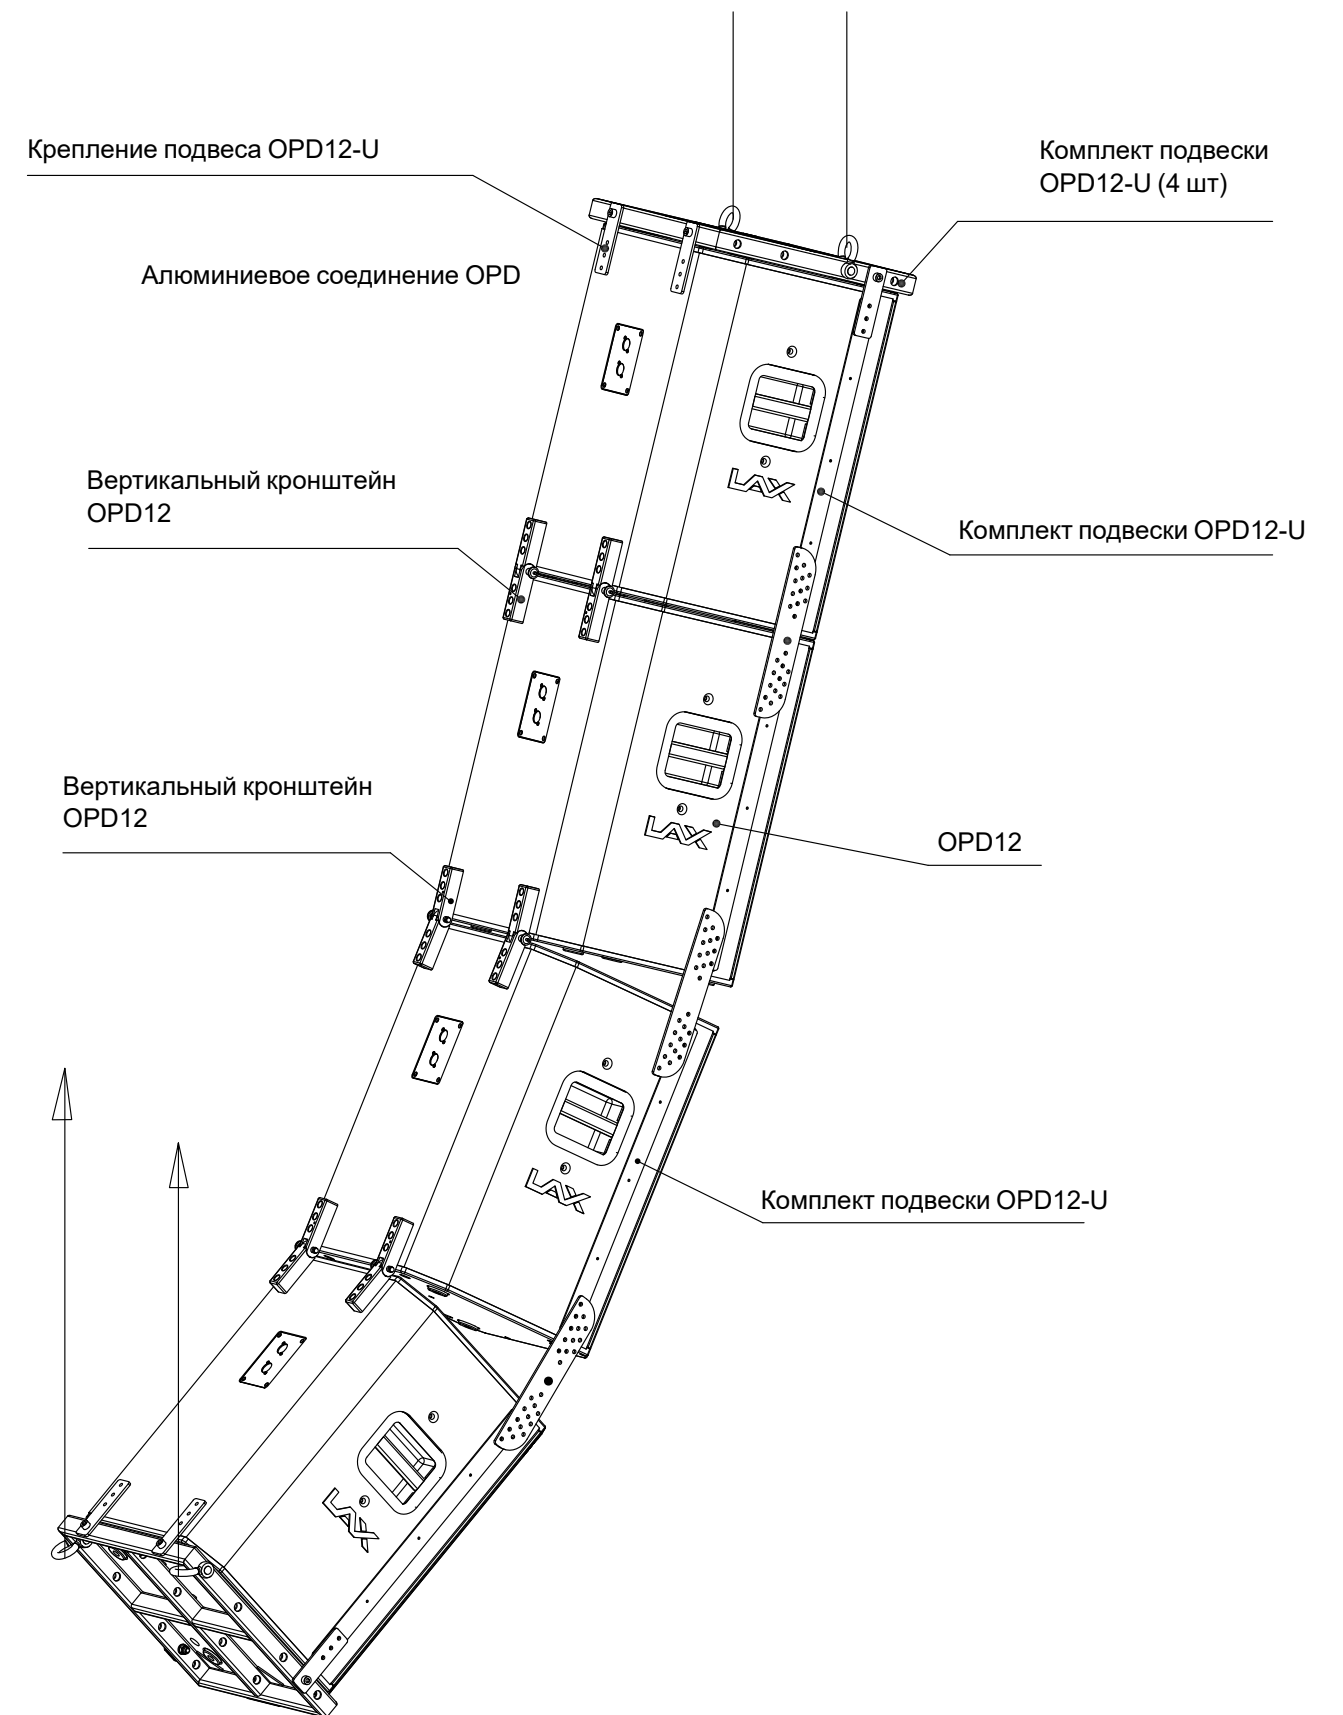 Крепление подвеса OPD12-U
Комплект подвески
OPD12-U (4 шт)
Алюминиевое соединение OPD
LAX
Вертикальный кронштейн
OPD12
Комплект подвески OPD12-U
Вертикальный кронштейн
OPD12
LAX
OPD12
LAX
Комплект подвески OPD12-U
LAX